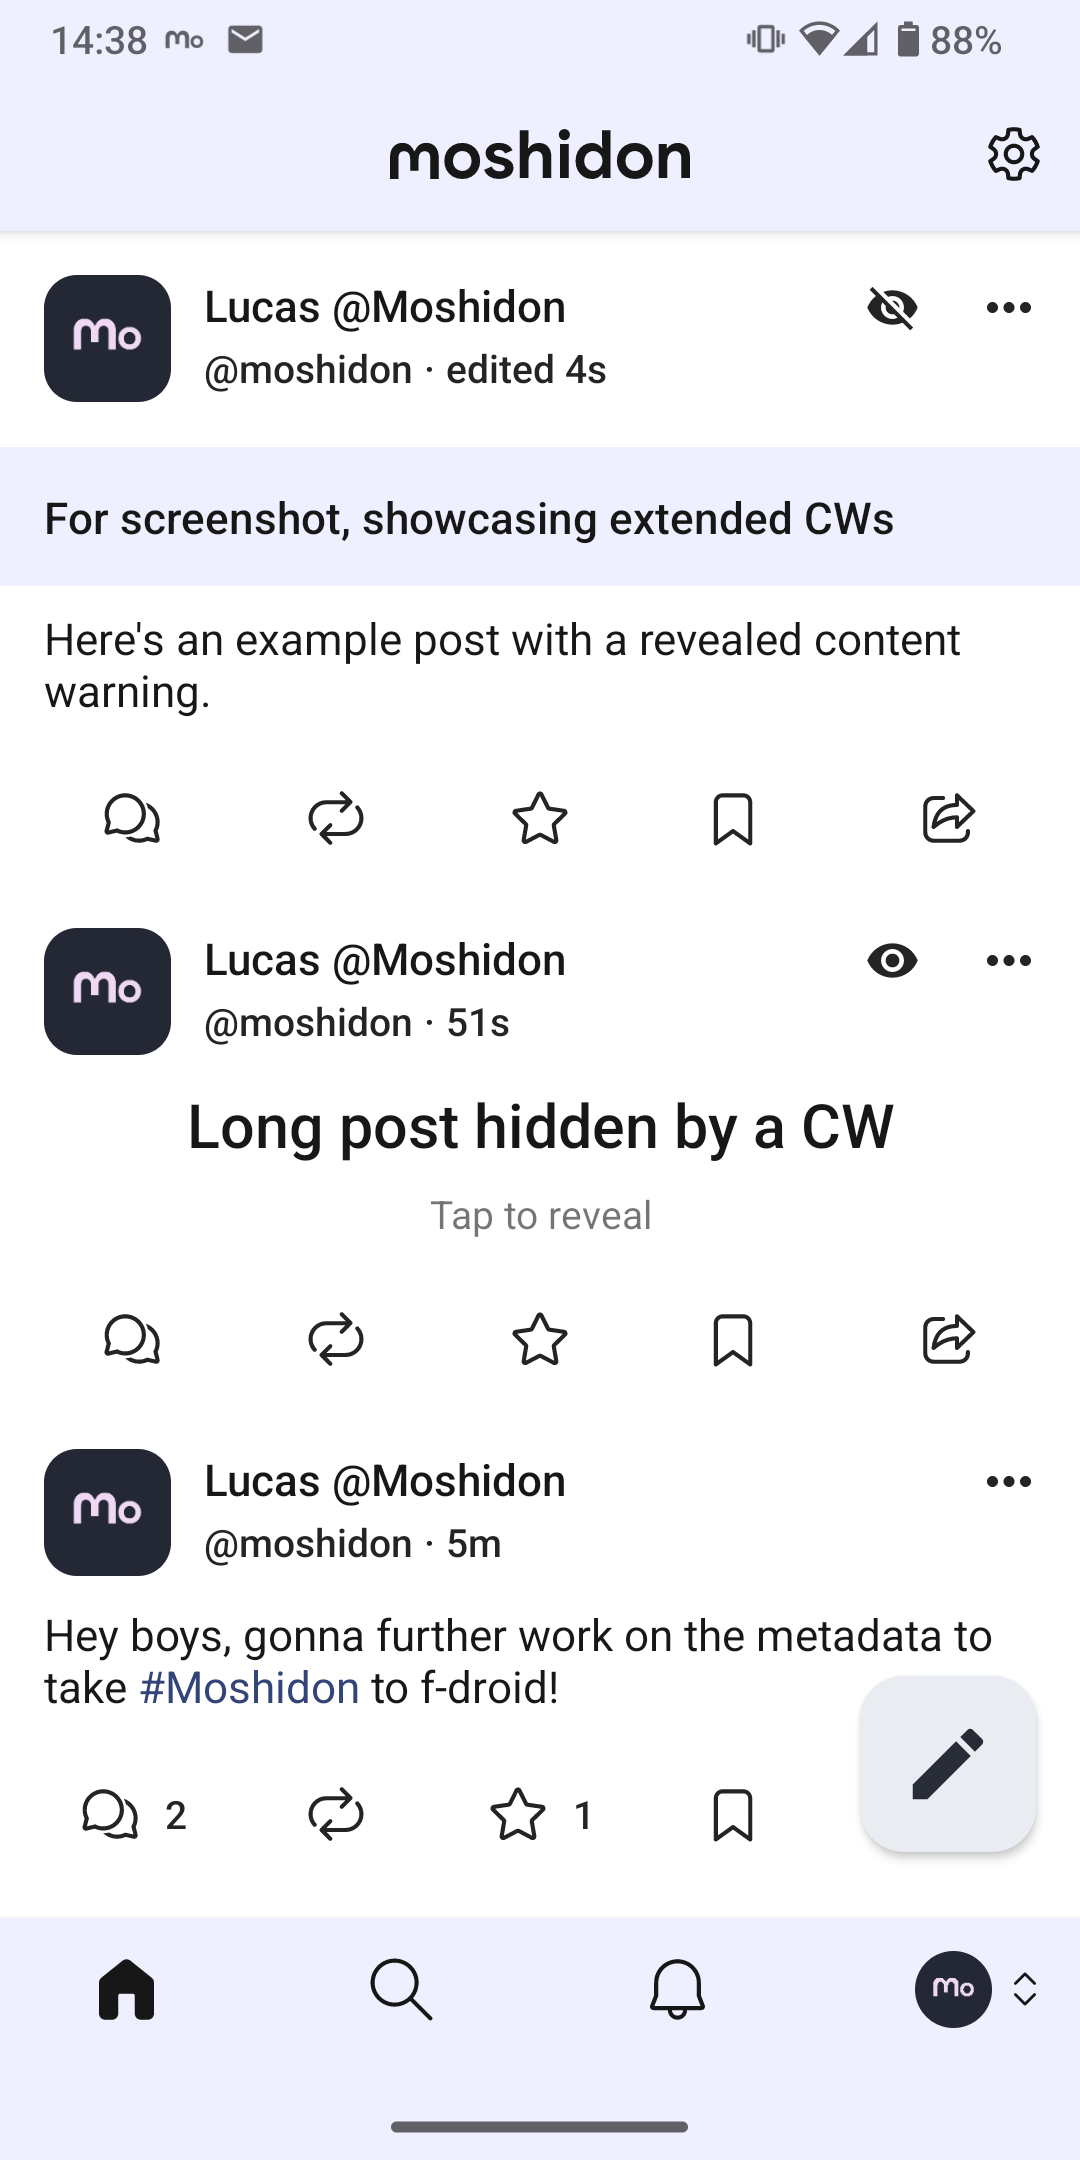 14:38 mo 88%
moshidon
mo
Lucas @Moshidon
@moshidon · edited 4s
For screenshot, showcasing extended CWs
Here's an example post with a revealed content
warning.
mo
Lucas @Moshidon
@moshidon · 51s
Long post hidden by a CW
Tap to reveal
mo
Lucas @Moshidon
@moshidon · 5m
Hey boys, gonna further work on the metadata to
take #Moshidon to f-droid!
2 1
mo